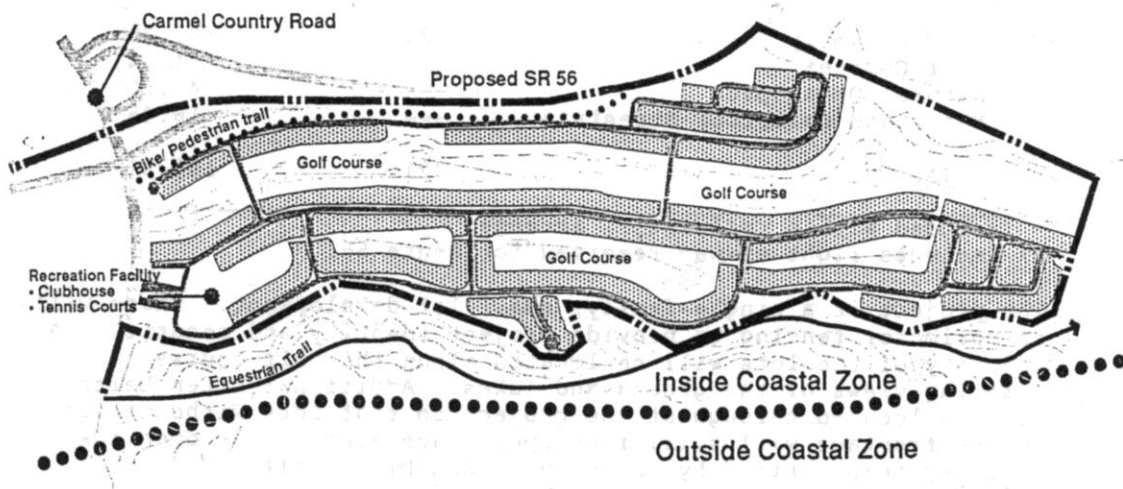 Carmel Country Road
Proposed SR 56
Bike/ Pedestrian trail
Golf Course
Golf Course
Recreation Facility
• Clubhouse
• Tennis Courts
Golf Course
Equestrian Trail
Inside Coastal Zone
Outside Coastal Zone